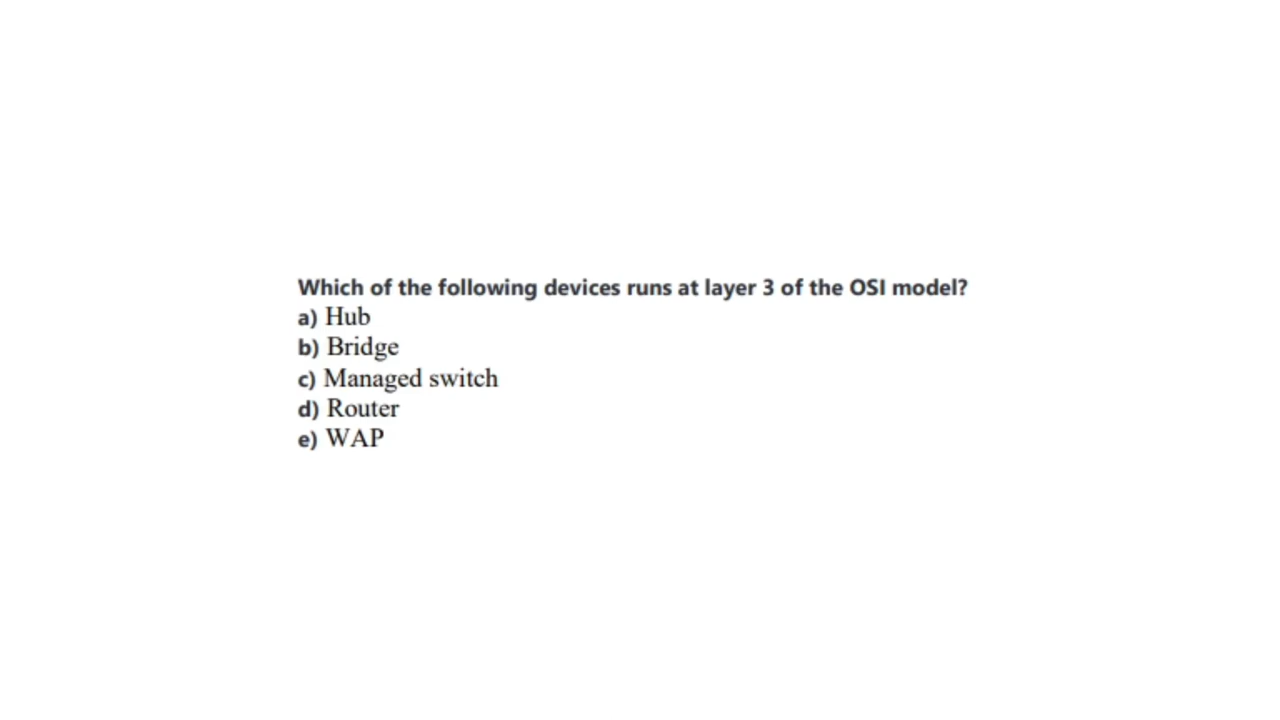 Which of the following devices runs at layer 3 of the OSI model?
a) Hub
b) Bridge
c) Managed switch
d) Router
e) WAP